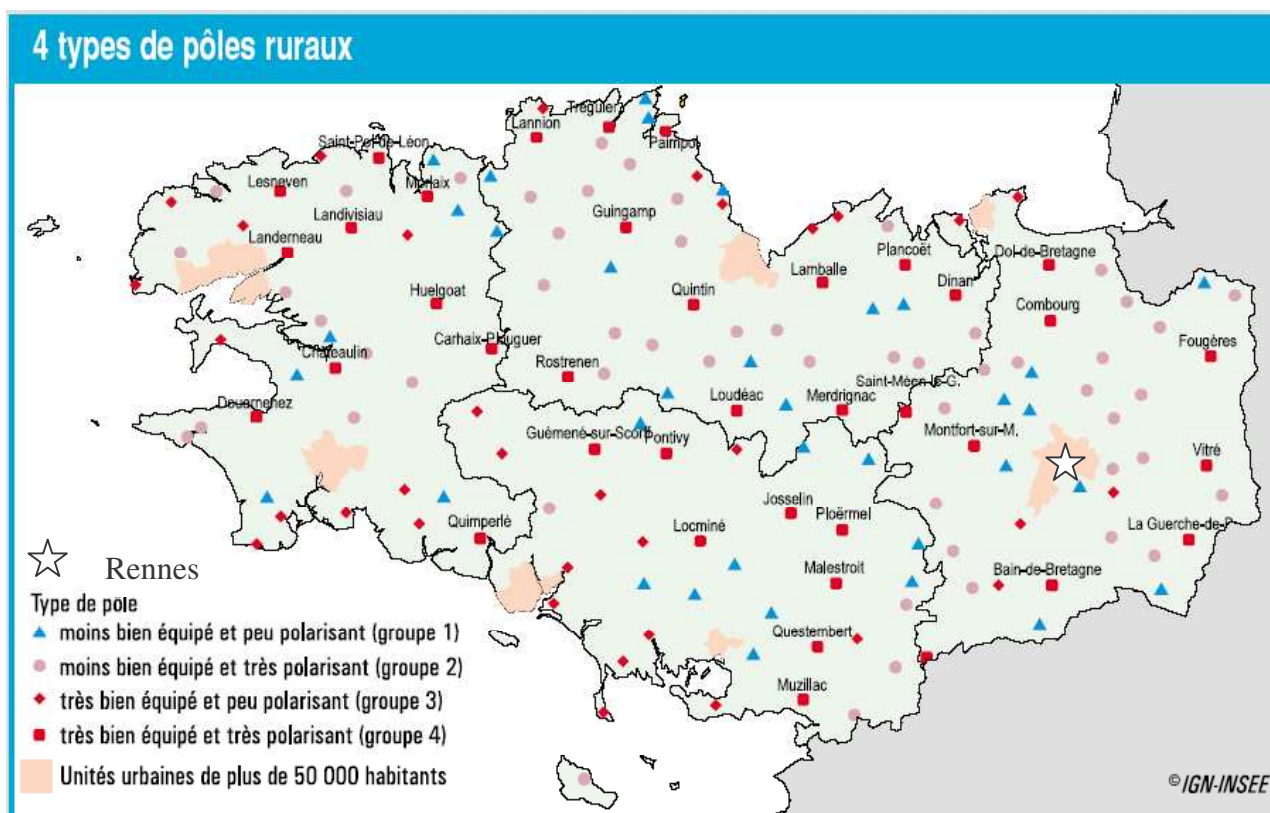 4 types de pôles ruraux
Tréguier
Lannion
Paimpol
Saint-Pol-de-Léon
Lesneven
Morlaix
Landivisiau
Guingamp
Landerneau
Plancoët
Dol-de-Bretagne
Lamballe
Dinan
Huelgoat
Quintin
Combourg
Carhaix-Plouguer
Fougères
Châteaulin
Rostrenen
Saint-Méen-le-G.
Loudéac
Merdrignac
Douarnenez
Montfort-sur-M.
Guémené-sur-Scorff
Pontivy
Vitré
Josselin
Ploërmel
Quimperlé
Locminé
La Guerche-de-B.
Malestroit
Bain-de-Bretagne
Questembert
Muzillac
Rennes
Type de pôle
moins bien équipé et peu polarisant (groupe 1)
moins bien équipé et très polarisant (groupe 2)
très bien équipé et peu polarisant (groupe 3)
très bien équipé et très polarisant (groupe 4)
Unités urbaines de plus de 50 000 habitants
© IGN-INSEE